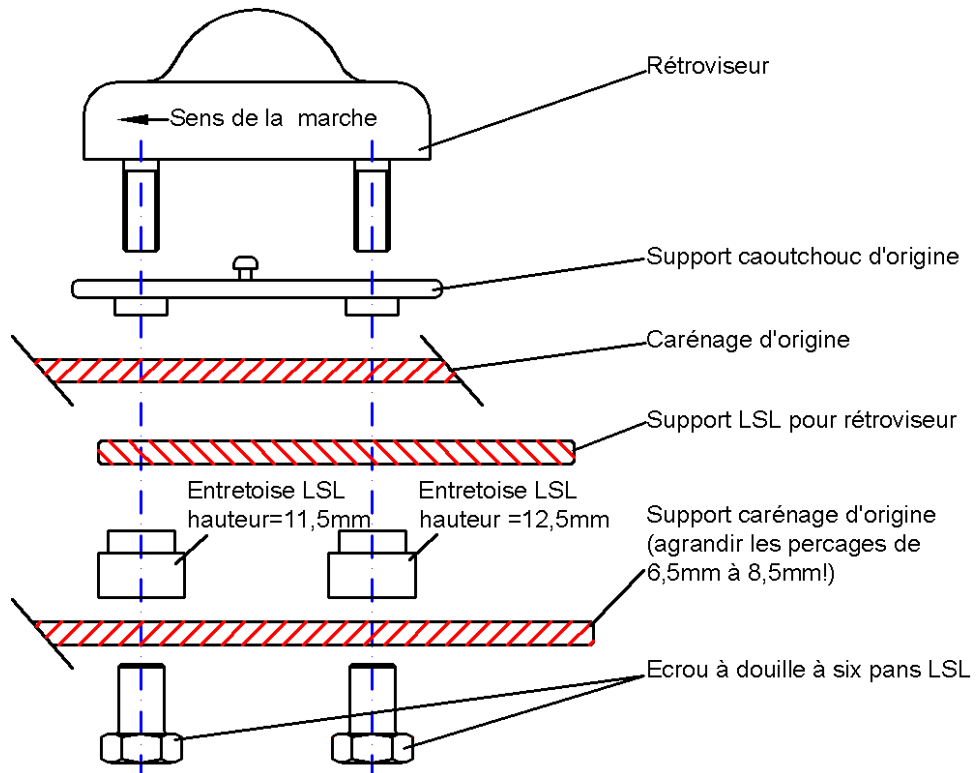 Rétroviseur
Sens de la marche
Support caoutchouc d'origine
Carénage d'origine
Support LSL pour rétroviseur
Entretoise LSL
hauteur=11,5mm
Entretoise LSL
hauteur =12,5mm
Support carénage d'origine
(agrandir les percages de
6,5mm à 8,5mm!)
Ecrou à douille à six pans LSL